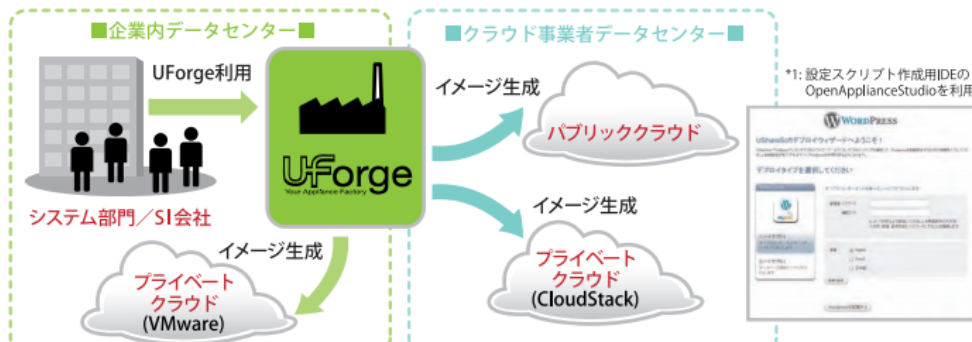 ■企業内データセンター■
■クラウド事業者データセンター■
UForge利用
イメージ生成
*1: 設定スクリプト作成用IDEの
OpenApplianceStudioを利用
UForge
Your Appliance Factory
パブリッククラウド
システム部門/SI会社
イメージ生成
プライベート
クラウド
(VMware)
イメージ生成
プライベート
クラウド
(CloudStack)
WORDPRESS
デプロイタイプを選択してください